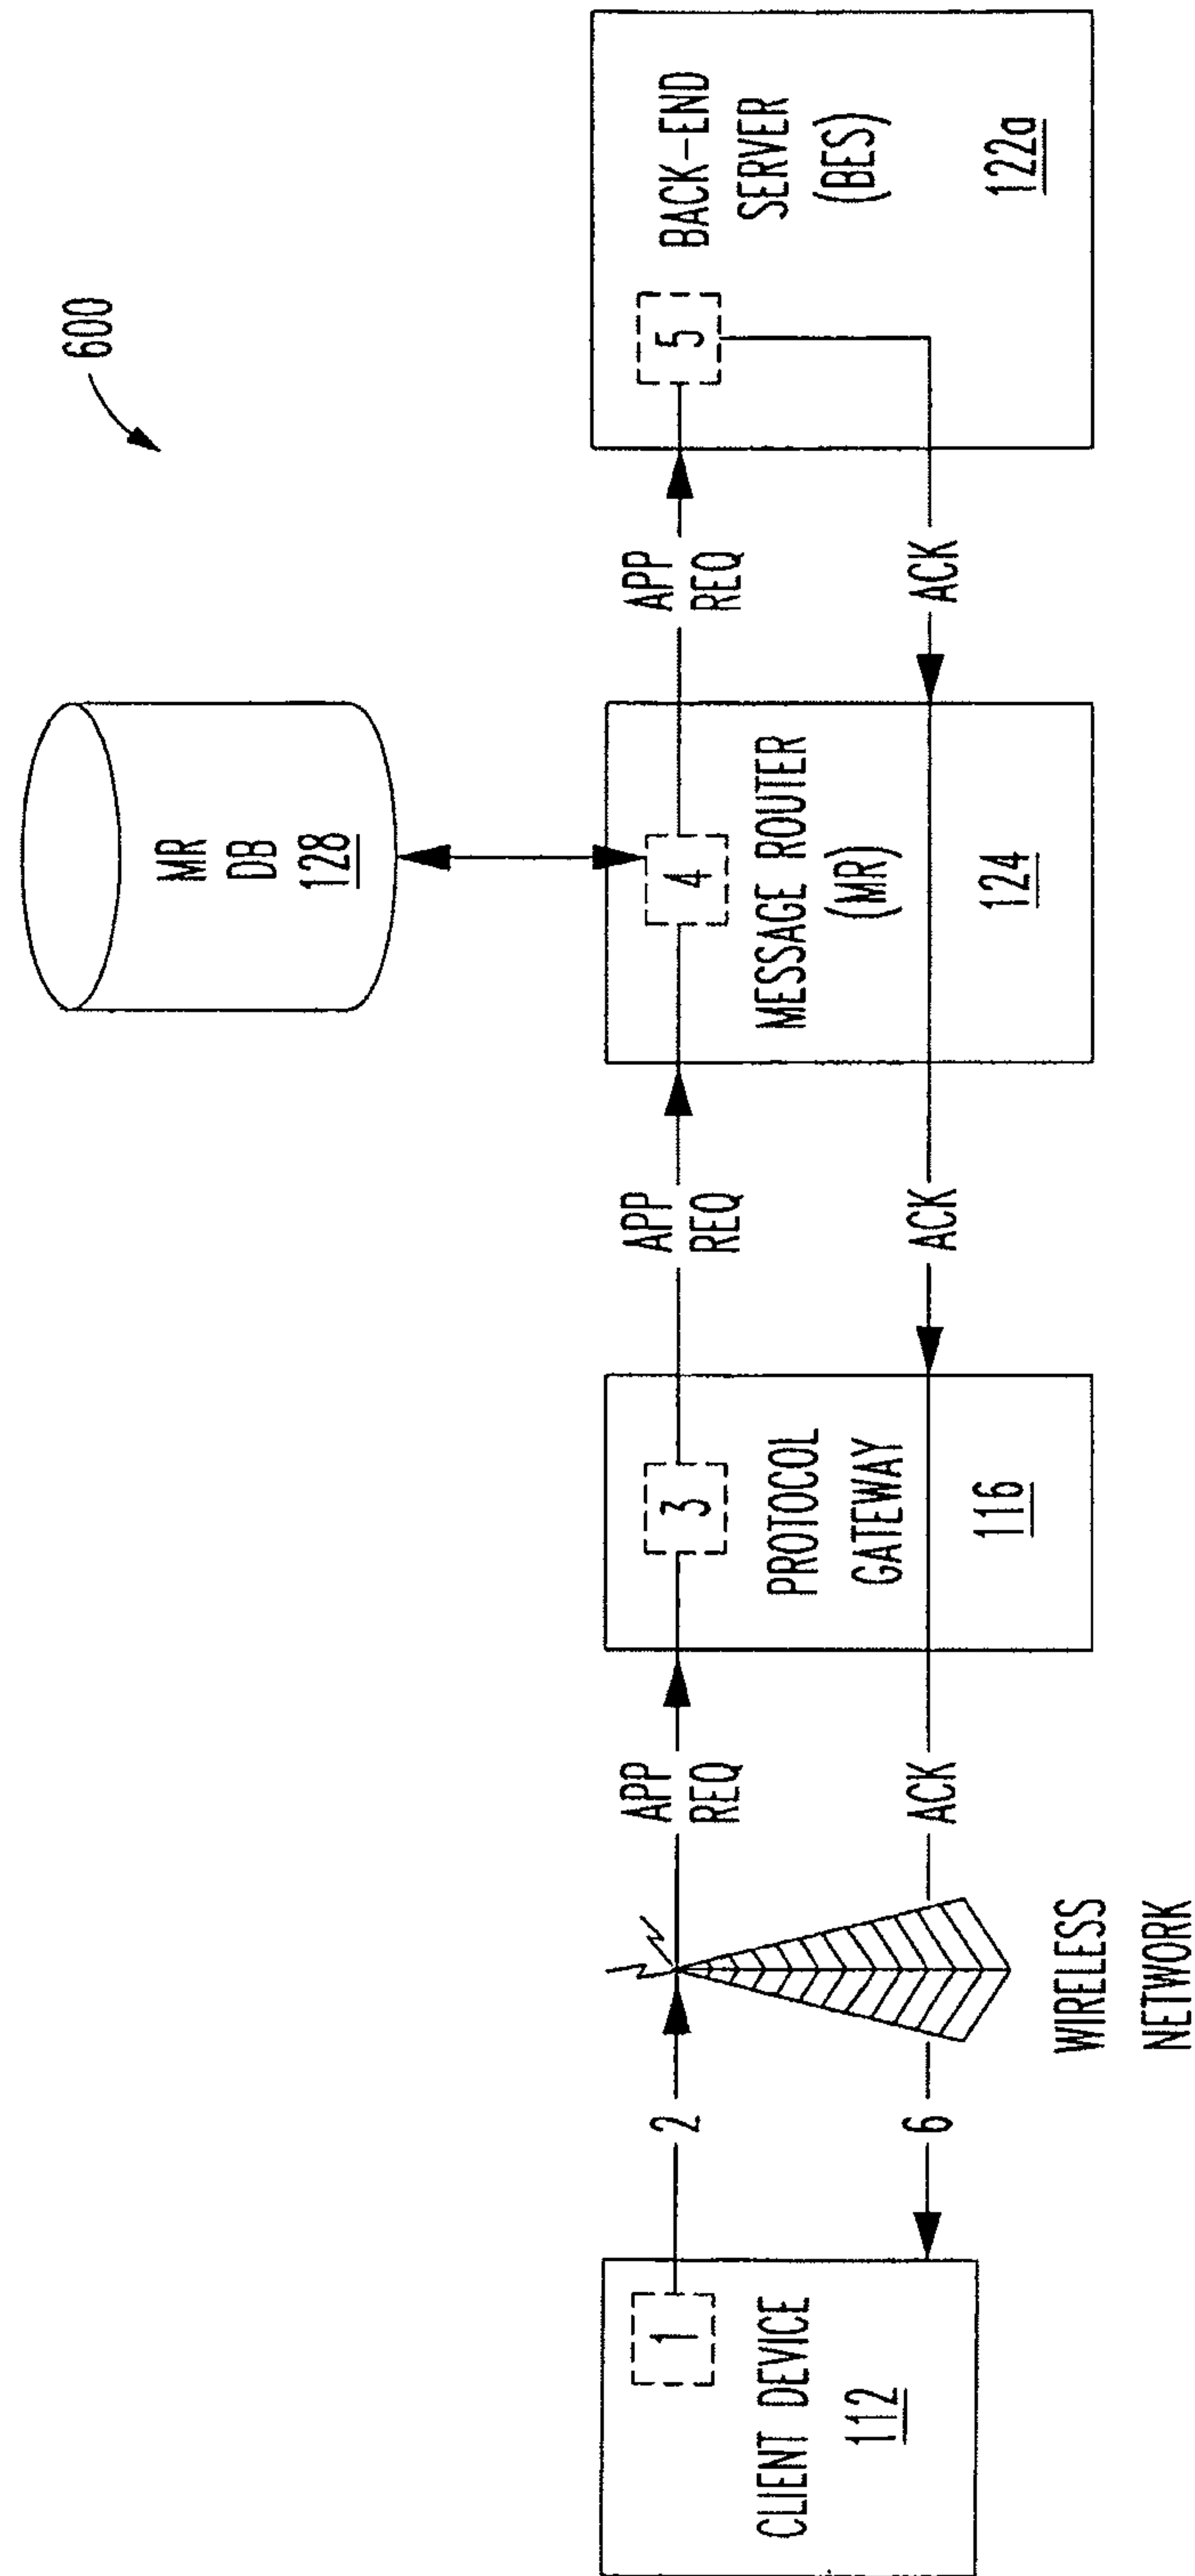 600
MR
DB
128
1
CLIENT DEVICE
112
2
6
WIRELESS
NETWORK
APP
REQ
ACK
3
PROTOCOL
GATEWAY
116
APP
REQ
ACK
4
MESSAGE ROUTER
(MR)
124
APP
REQ
ACK
5
BACK-END
SERVER
(BES)
122a